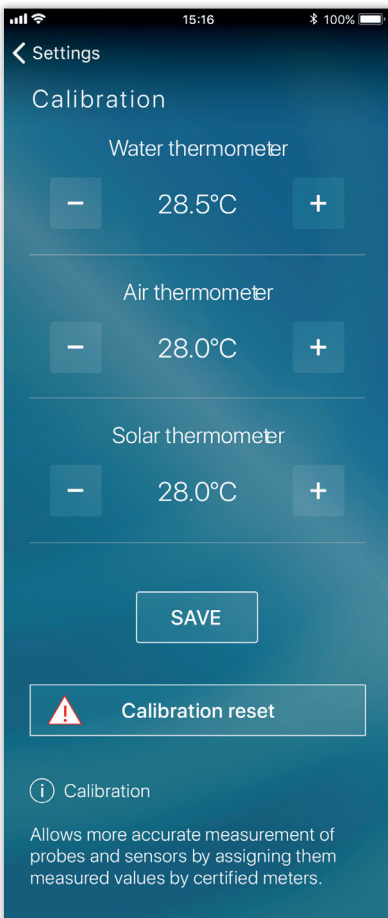 15:16
100%
Settings
Calibration
Water thermometer
− 28.5°C +
Air thermometer
− 28.0°C +
Solar thermometer
− 28.0°C +
SAVE
Calibration reset
i Calibration
Allows more accurate measurement of
probes and sensors by assigning them
measured values by certified meters.